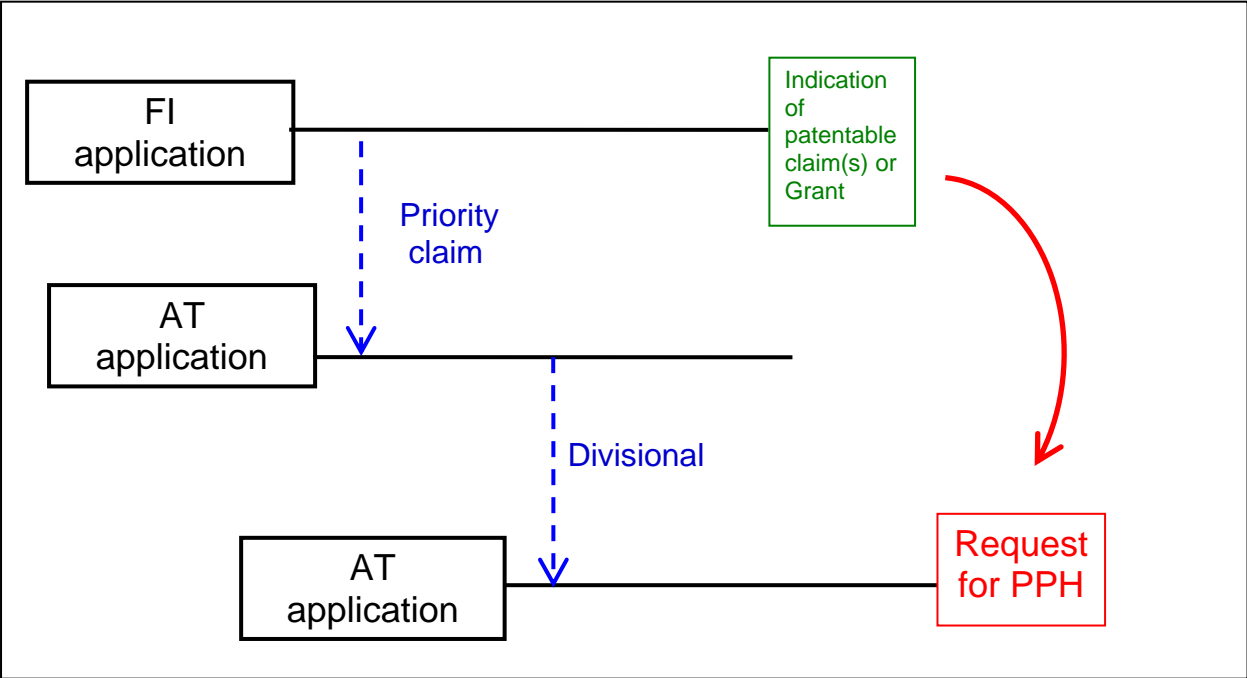 FI
application
Indication
of
patentable
claim(s) or
Grant
Priority
claim
AT
application
Divisional
AT
application
Request
for PPH